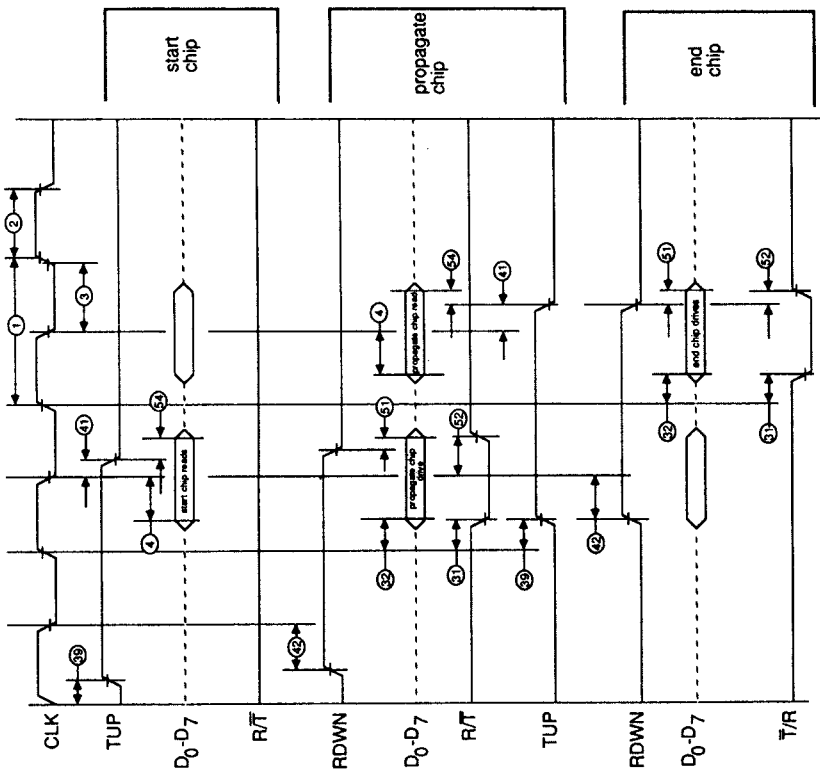 CLK
TUP
D0-D7
R/T̅
RDWN
D0-D7
R/T̅
TUP
RDWN
D0-D7
T̅/R
start
chip
propagate
chip
end
chip
39
41
54
4
start chip reads
1
3
2
42
32
51
propagate chip
drive
31
52
39
4
propagate chip reads
54
41
42
32
51
end chip drives
31
52